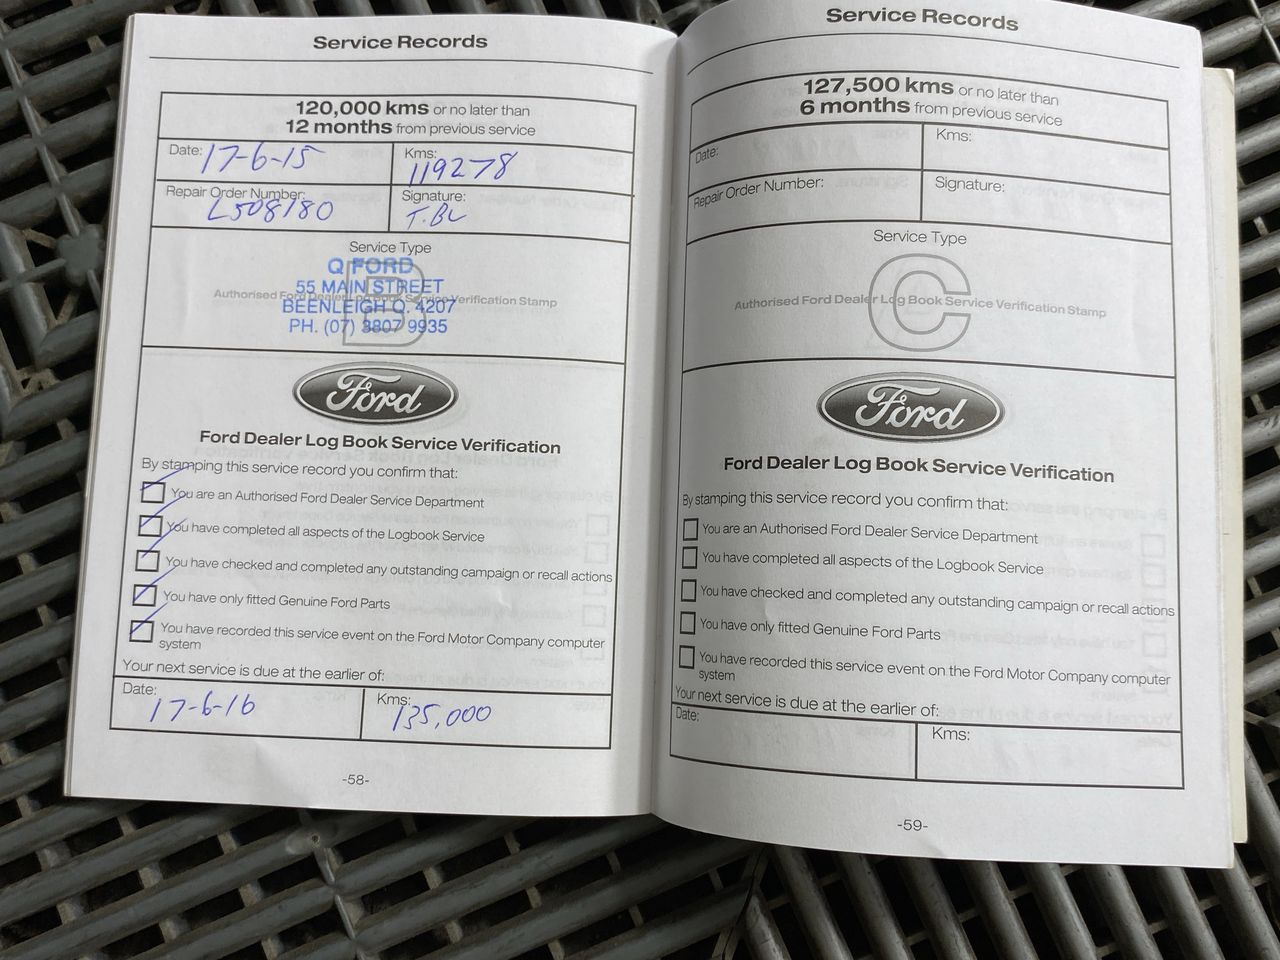 Service Records
120,000 kms or no later than
12 months from previous service
Date: 17-6-15
Kms: 119278
Repair Order Number: L508180
Signature: T.BL
Service Type
B
Authorised Ford Dealer Log Book Service Verification Stamp
Q FORD
55 MAIN STREET
BEENLEIGH Q. 4207
PH. (07) 3807 9935
Ford
Ford Dealer Log Book Service Verification
By stamping this service record you confirm that:
You are an Authorised Ford Dealer Service Department
You have completed all aspects of the Logbook Service
You have checked and completed any outstanding campaign or recall actions
You have only fitted Genuine Ford Parts
You have recorded this service event on the Ford Motor Company computer
system
Your next service is due at the earlier of:
Date: 17-6-16
Kms: 135,000
-58-
Service Records
127,500 kms or no later than
6 months from previous service
Date:
Kms:
Repair Order Number:
Signature:
Service Type
C
Authorised Ford Dealer Log Book Service Verification Stamp
Ford
Ford Dealer Log Book Service Verification
By stamping this service record you confirm that:
You are an Authorised Ford Dealer Service Department
You have completed all aspects of the Logbook Service
You have checked and completed any outstanding campaign or recall actions
You have only fitted Genuine Ford Parts
You have recorded this service event on the Ford Motor Company computer
system
Your next service is due at the earlier of:
Date:
Kms:
-59-